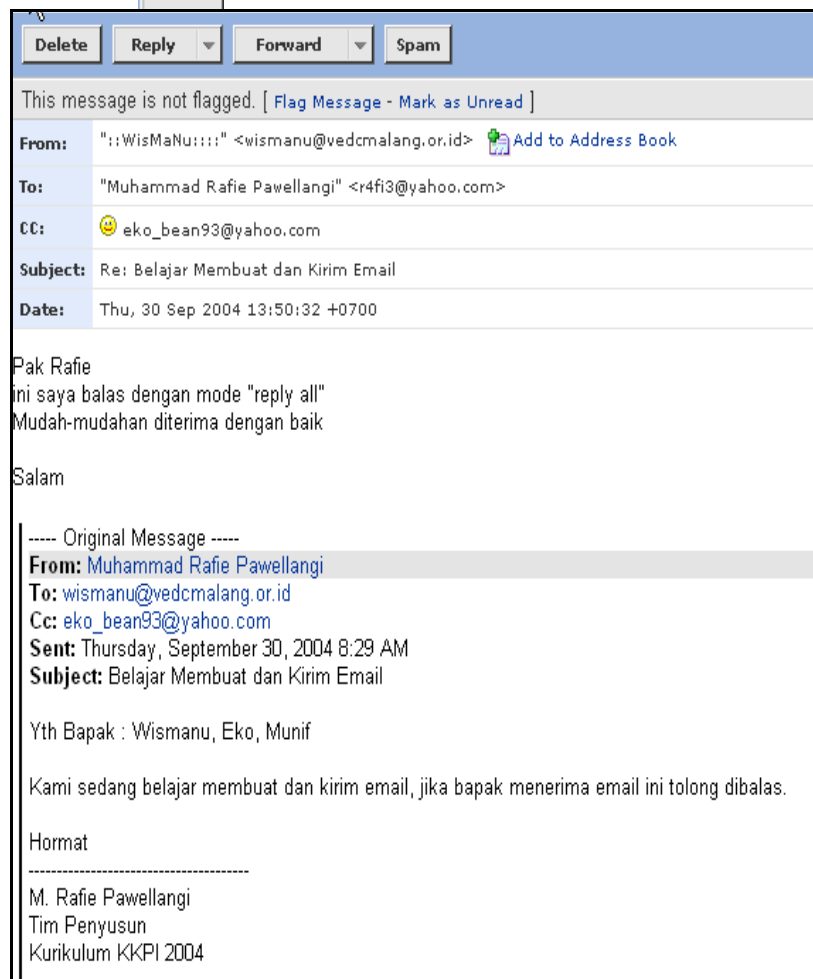 Delete Reply Forward Spam
This message is not flagged. [ Flag Message - Mark as Unread ]
From: "::WisMaNu::::" <wismanu@vedcmalang.or.id> Add to Address Book
To: "Muhammad Rafie Pawellangi" <r4fi3@yahoo.com>
CC: eko_bean93@yahoo.com
Subject: Re: Belajar Membuat dan Kirim Email
Date: Thu, 30 Sep 2004 13:50:32 +0700
Pak Rafie
ini saya balas dengan mode "reply all"
Mudah-mudahan diterima dengan baik
Salam
----- Original Message -----
From: Muhammad Rafie Pawellangi
To: wismanu@vedcmalang.or.id
Cc: eko_bean93@yahoo.com
Sent: Thursday, September 30, 2004 8:29 AM
Subject: Belajar Membuat dan Kirim Email
Yth Bapak : Wismanu, Eko, Munif
Kami sedang belajar membuat dan kirim email, jika bapak menerima email ini tolong dibalas.
Hormat
---------------------------------------
M. Rafie Pawellangi
Tim Penyusun
Kurikulum KKPI 2004